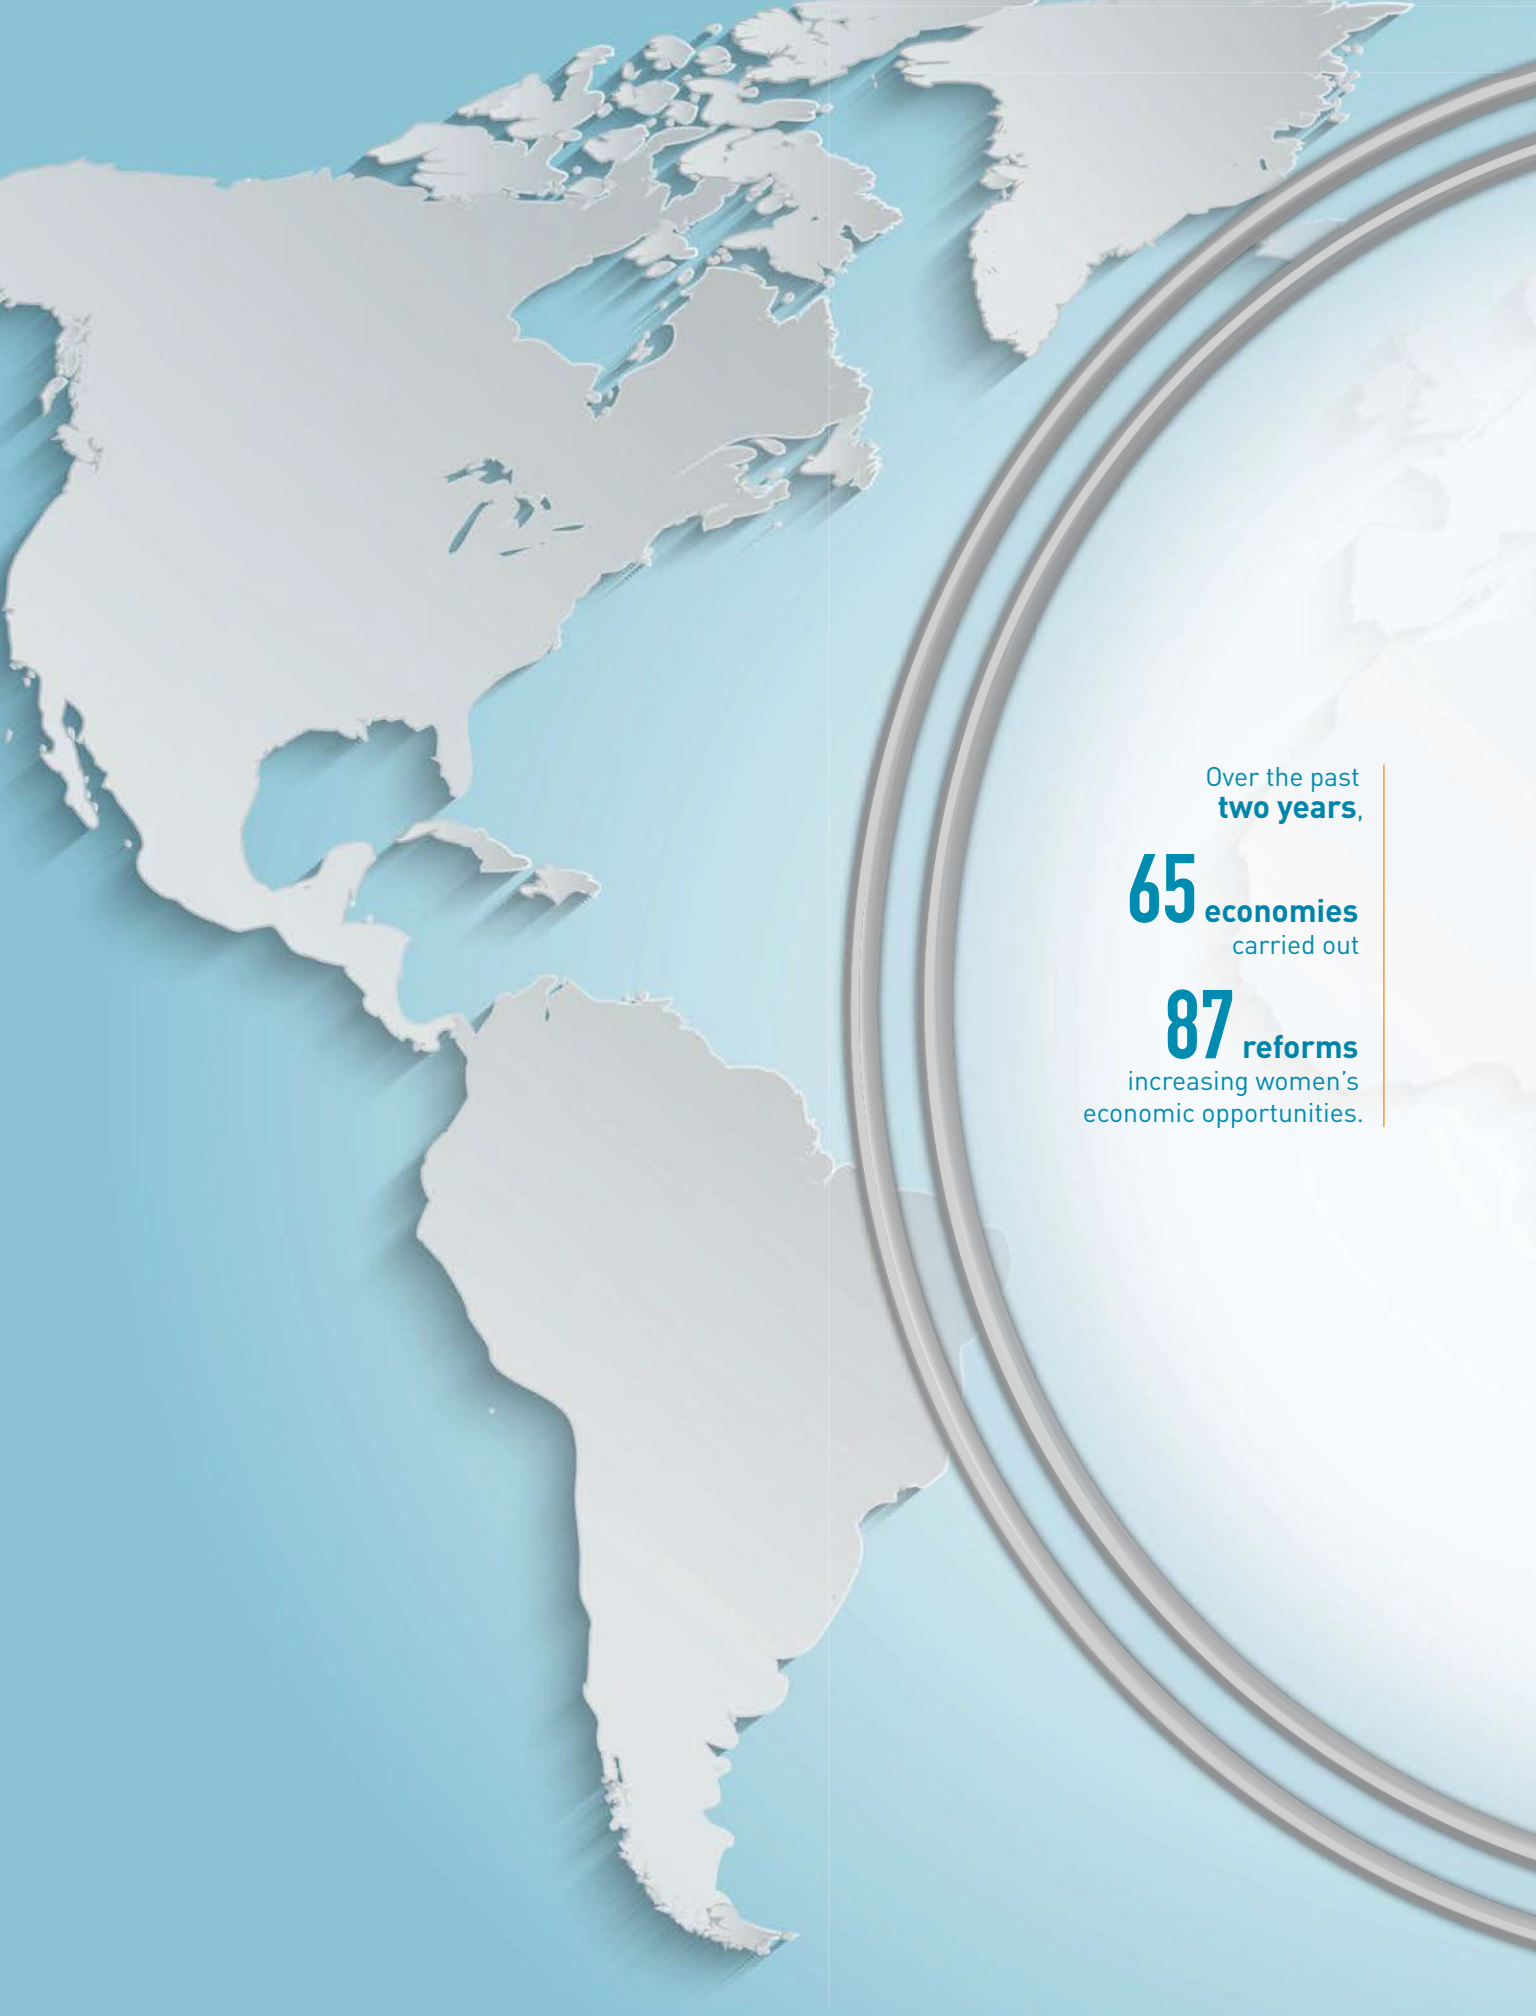 Over the past
two years,
65 economies
carried out
87 reforms
increasing women's
economic opportunities.